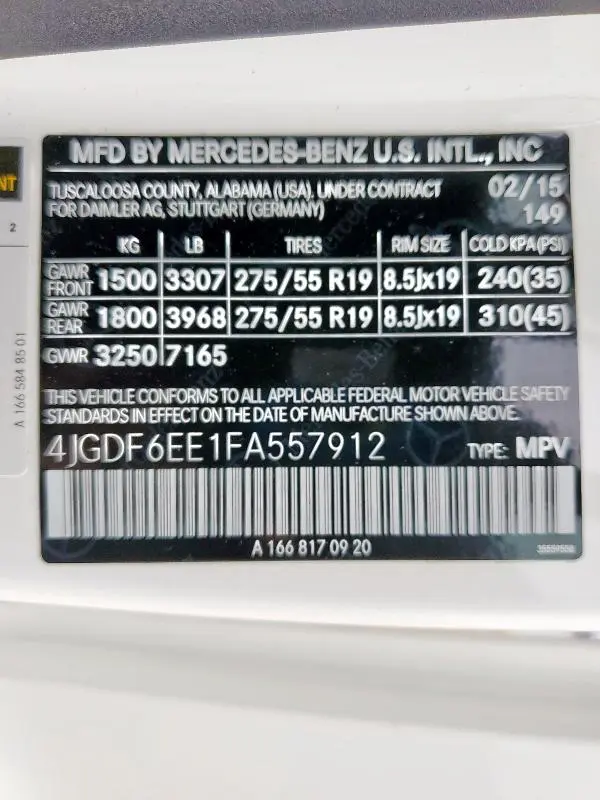 MFD BY MERCEDES-BENZ U.S. INTL., INC
TUSCALOOSA COUNTY, ALABAMA (USA), UNDER CONTRACT 02/15
FOR DAIMLER AG, STUTTGART (GERMANY) 149
KG LB TIRES RIM SIZE COLD KPA(PSI)
GAWR FRONT 1500 3307 275/55 R19 8.5Jx19 240(35)
GAWR REAR 1800 3968 275/55 R19 8.5Jx19 310(45)
GVWR 3250 7165
THIS VEHICLE CONFORMS TO ALL APPLICABLE FEDERAL MOTOR VEHICLE SAFETY
STANDARDS IN EFFECT ON THE DATE OF MANUFACTURE SHOWN ABOVE.
4JGDF6EE1FA557912 TYPE: MPV
A 166 817 09 20
NT
2
A 166 584 85 01